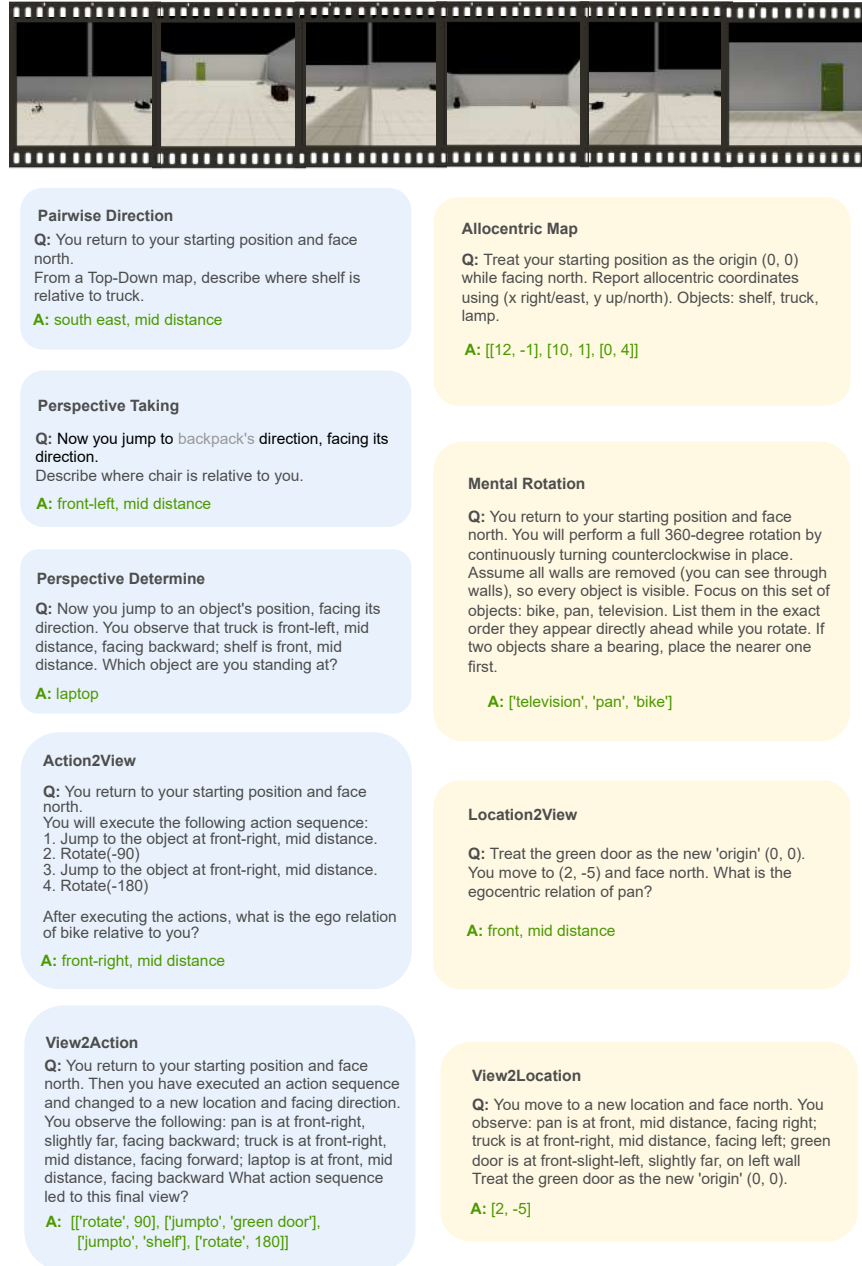 Pairwise Direction
Q: You return to your starting position and face
north.
From a Top-Down map, describe where shelf is
relative to truck.
A: south east, mid distance
Perspective Taking
Q: Now you jump to backpack's direction, facing its
direction.
Describe where chair is relative to you.
A: front-left, mid distance
Perspective Determine
Q: Now you jump to an object's position, facing its
direction. You observe that truck is front-left, mid
distance, facing backward; shelf is front, mid
distance. Which object are you standing at?
A: laptop
Action2View
Q: You return to your starting position and face
north.
You will execute the following action sequence:
1. Jump to the object at front-right, mid distance.
2. Rotate(-90)
3. Jump to the object at front-right, mid distance.
4. Rotate(-180)
After executing the actions, what is the ego relation
of bike relative to you?
A: front-right, mid distance
View2Action
Q: You return to your starting position and face
north. Then you have executed an action sequence
and changed to a new location and facing direction.
You observe the following: pan is at front-right,
slightly far, facing backward; truck is at front-right,
mid distance, facing forward; laptop is at front, mid
distance, facing backward What action sequence
led to this final view?
A: [['rotate', 90], ['jumpto', 'green door'],
['jumpto', 'shelf'], ['rotate', 180]]
Allocentric Map
Q: Treat your starting position as the origin (0, 0)
while facing north. Report allocentric coordinates
using (x right/east, y up/north). Objects: shelf, truck,
lamp.
A: [[12, -1], [10, 1], [0, 4]]
Mental Rotation
Q: You return to your starting position and face
north. You will perform a full 360-degree rotation by
continuously turning counterclockwise in place.
Assume all walls are removed (you can see through
walls), so every object is visible. Focus on this set of
objects: bike, pan, television. List them in the exact
order they appear directly ahead while you rotate. If
two objects share a bearing, place the nearer one
first.
A: ['television', 'pan', 'bike']
Location2View
Q: Treat the green door as the new 'origin' (0, 0).
You move to (2, -5) and face north. What is the
egocentric relation of pan?
A: front, mid distance
View2Location
Q: You move to a new location and face north. You
observe: pan is at front, mid distance, facing right;
truck is at front-right, mid distance, facing left; green
door is at front-slight-left, slightly far, on left wall
Treat the green door as the new 'origin' (0, 0).
A: [2, -5]